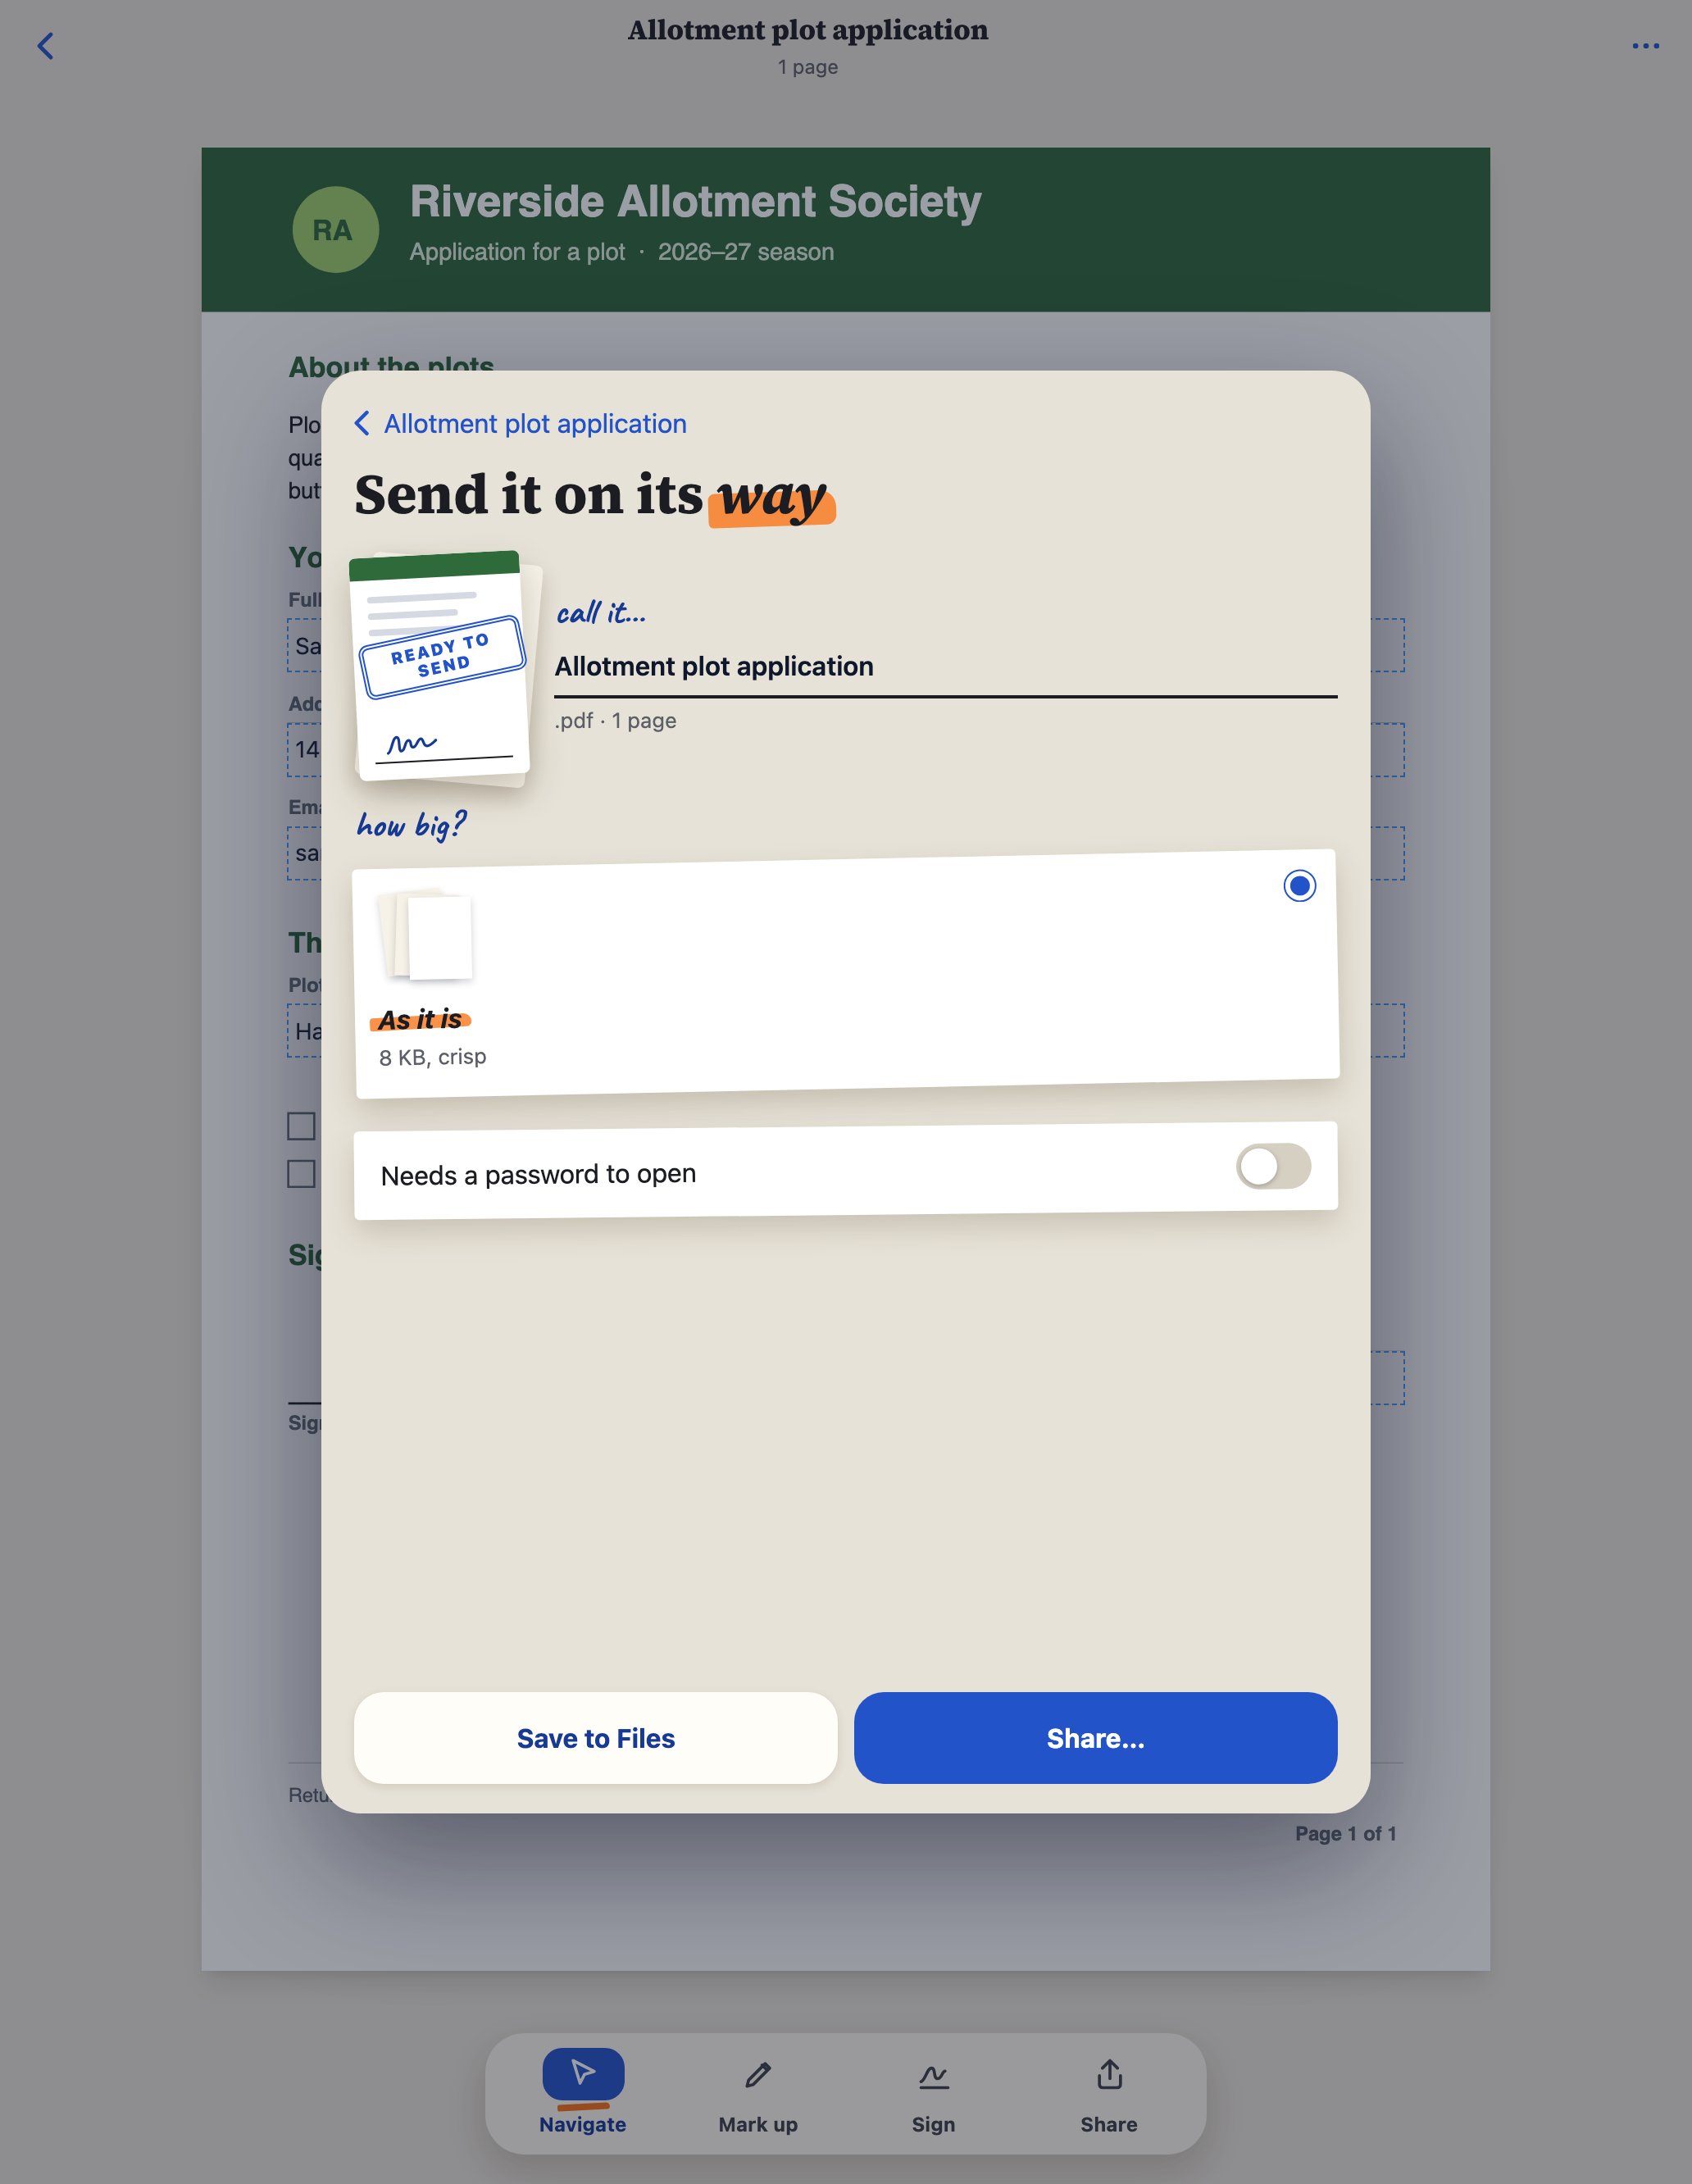 Allotment plot application
1 page
RA
Riverside Allotment Society
Application for a plot · 2026–27 season
About the plots
Allotment plot application
Send it on its way
READY TO
SEND
call it...
Allotment plot application
.pdf · 1 page
how big?
As it is
8 KB, crisp
Needs a password to open
Save to Files
Share...
Page 1 of 1
Navigate
Mark up
Sign
Share